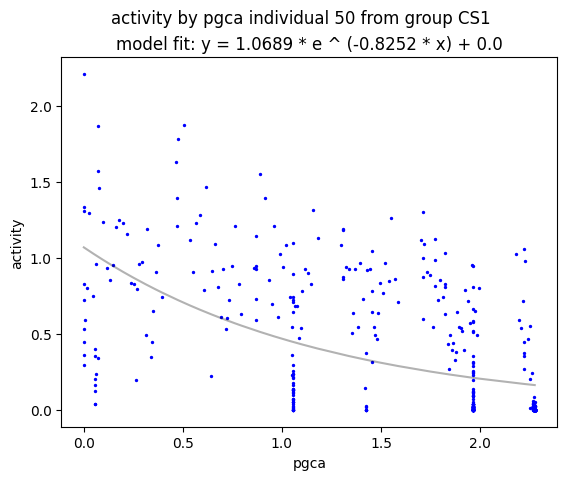 activity by pgca individual 50 from group CS1
model fit: y = 1.0689 * e ^ (-0.8252 * x) + 0.0
2.0
1.5
1.0
0.5
0.0
activity
0.0 0.5 1.0 1.5 2.0
pgca